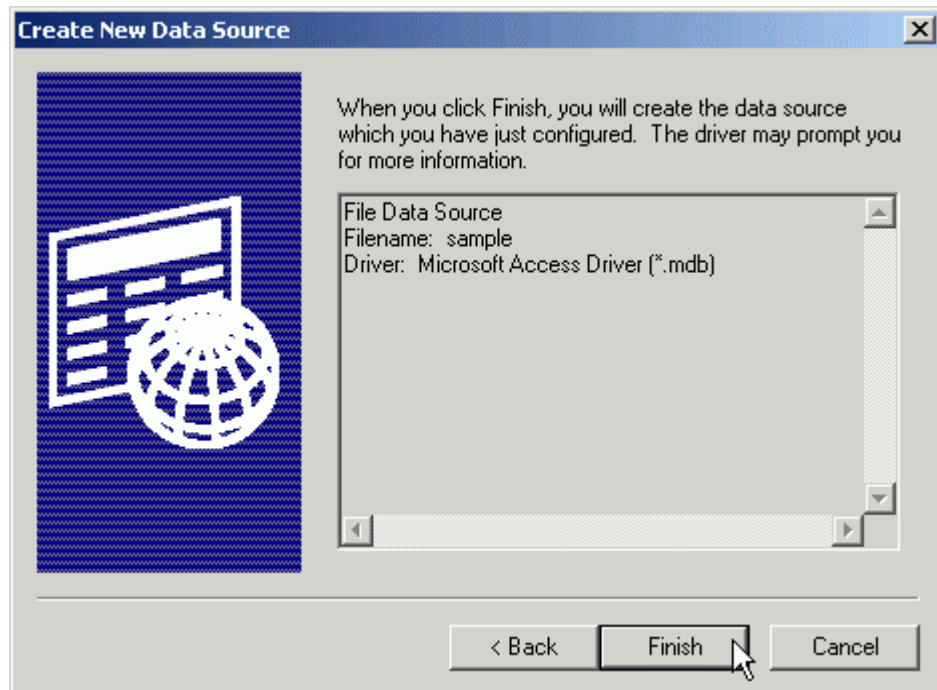 Create New Data Source
When you click Finish, you will create the data source
which you have just configured.  The driver may prompt you
for more information.
File Data Source
Filename:  sample
Driver:  Microsoft Access Driver (*.mdb)
< Back
Finish
Cancel